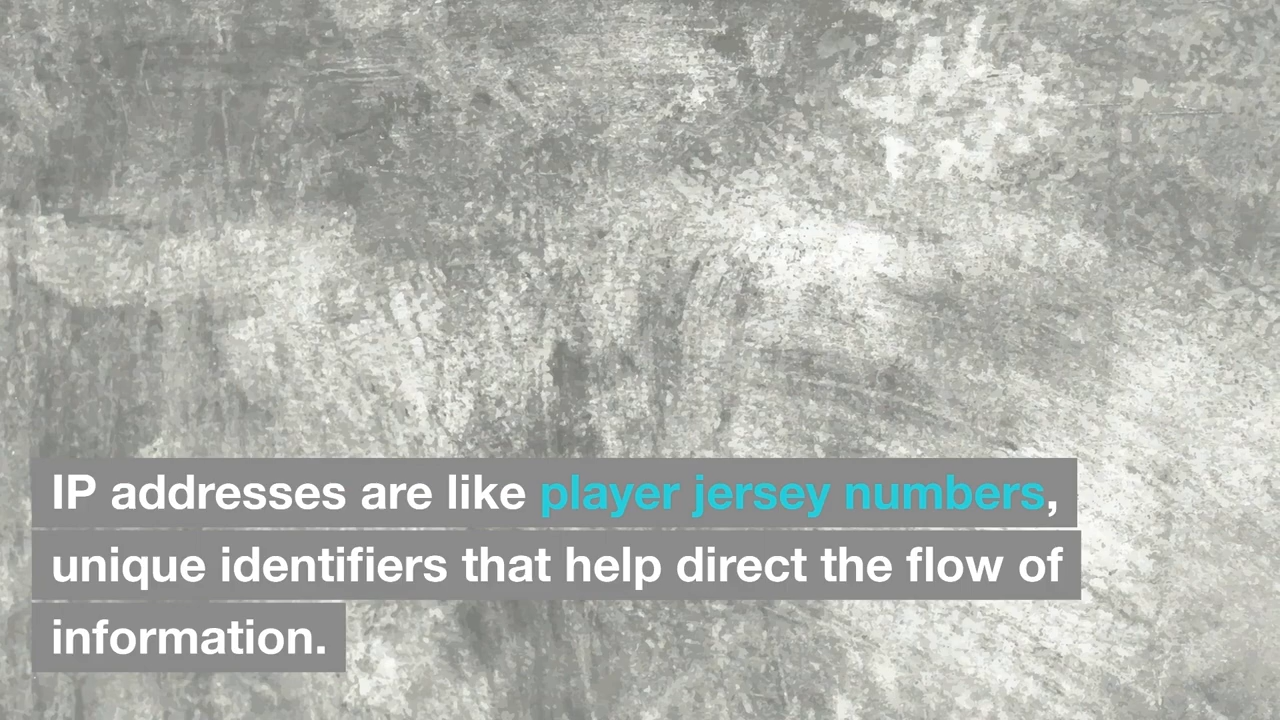 IP addresses are like player jersey numbers,
unique identifiers that help direct the flow of
information.